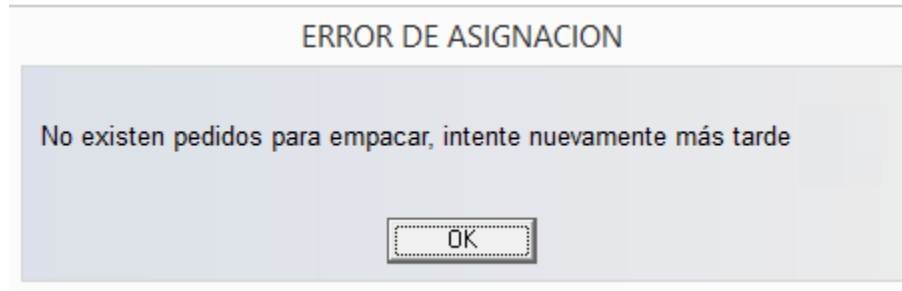 ERROR DE ASIGNACION
No existen pedidos para empacar, intente nuevamente más tarde
OK